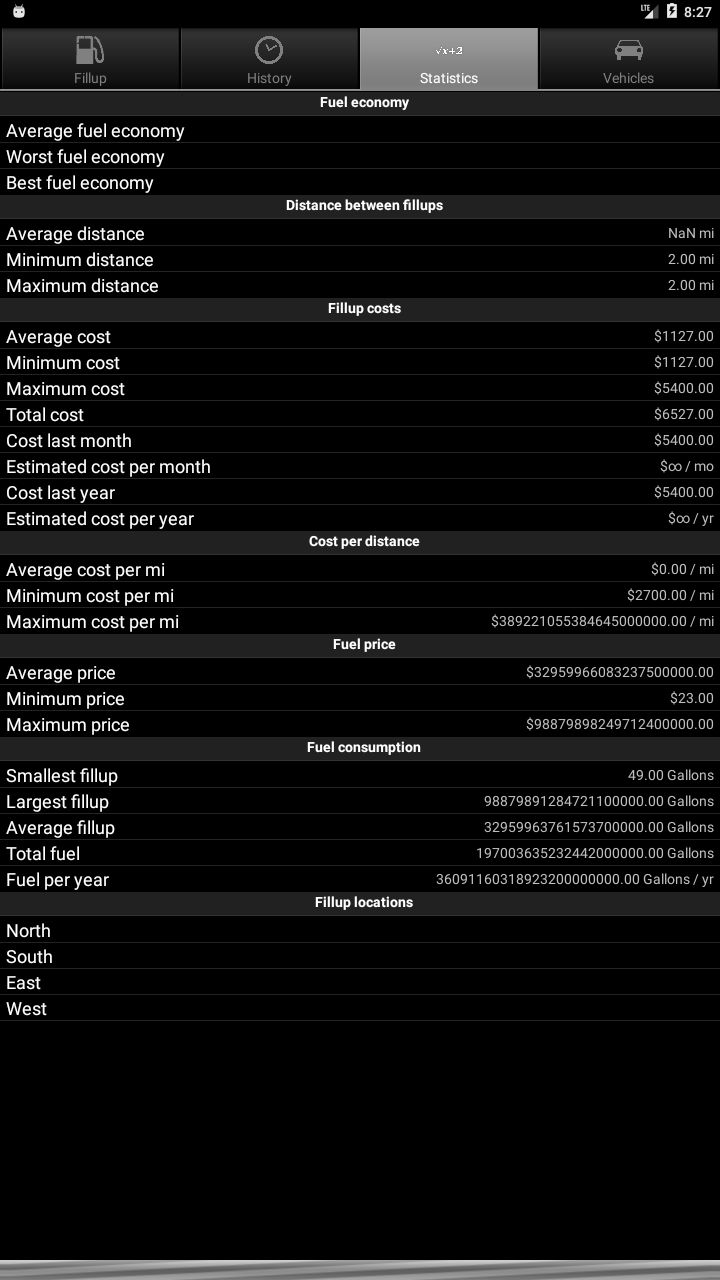 LTE 8:27
Fillup
History
√x+2
Statistics
Vehicles
Fuel economy
Average fuel economy
Worst fuel economy
Best fuel economy
Distance between fillups
Average distance NaN mi
Minimum distance 2.00 mi
Maximum distance 2.00 mi
Fillup costs
Average cost $1127.00
Minimum cost $1127.00
Maximum cost $5400.00
Total cost $6527.00
Cost last month $5400.00
Estimated cost per month $∞ / mo
Cost last year $5400.00
Estimated cost per year $∞ / yr
Cost per distance
Average cost per mi $0.00 / mi
Minimum cost per mi $2700.00 / mi
Maximum cost per mi $389221055384645000000.00 / mi
Fuel price
Average price $32959966083237500000.00
Minimum price $23.00
Maximum price $98879898249712400000.00
Fuel consumption
Smallest fillup 49.00 Gallons
Largest fillup 98879891284721100000.00 Gallons
Average fillup 32959963761573700000.00 Gallons
Total fuel 197003635232442000000.00 Gallons
Fuel per year 36091160318923200000000.00 Gallons / yr
Fillup locations
North
South
East
West